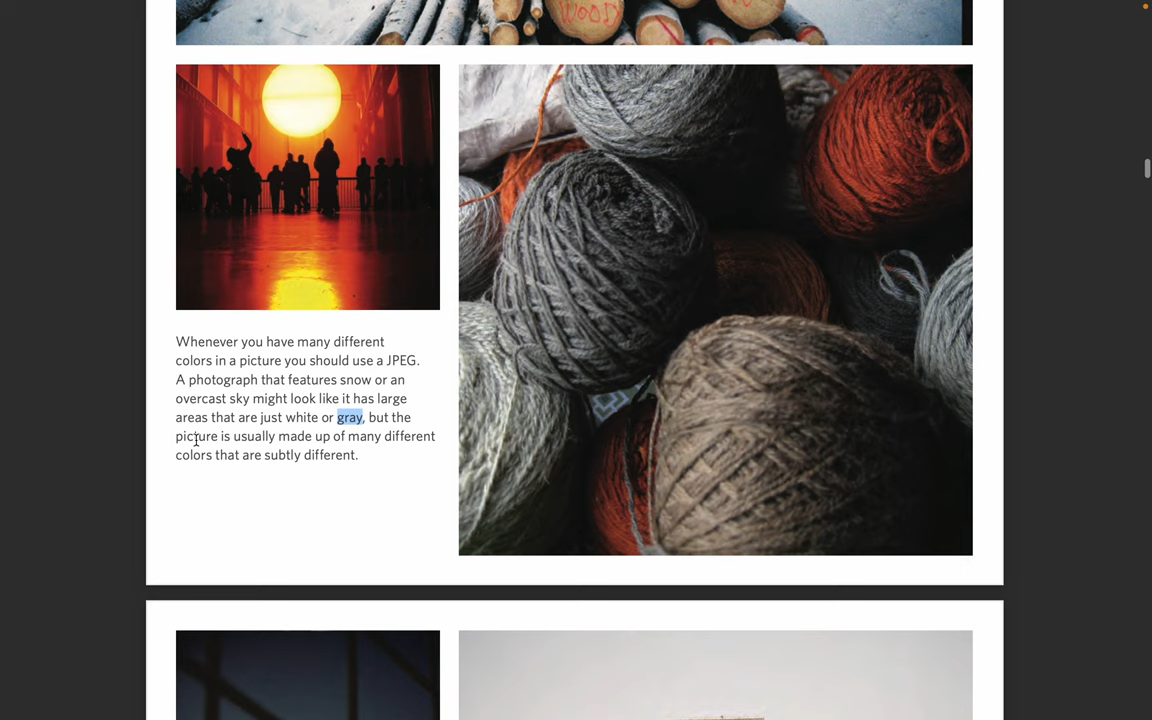 WOOD
Whenever you have many different
colors in a picture you should use a JPEG.
A photograph that features snow or an
overcast sky might look like it has large
areas that are just white or gray, but the
picture is usually made up of many different
colors that are subtly different.